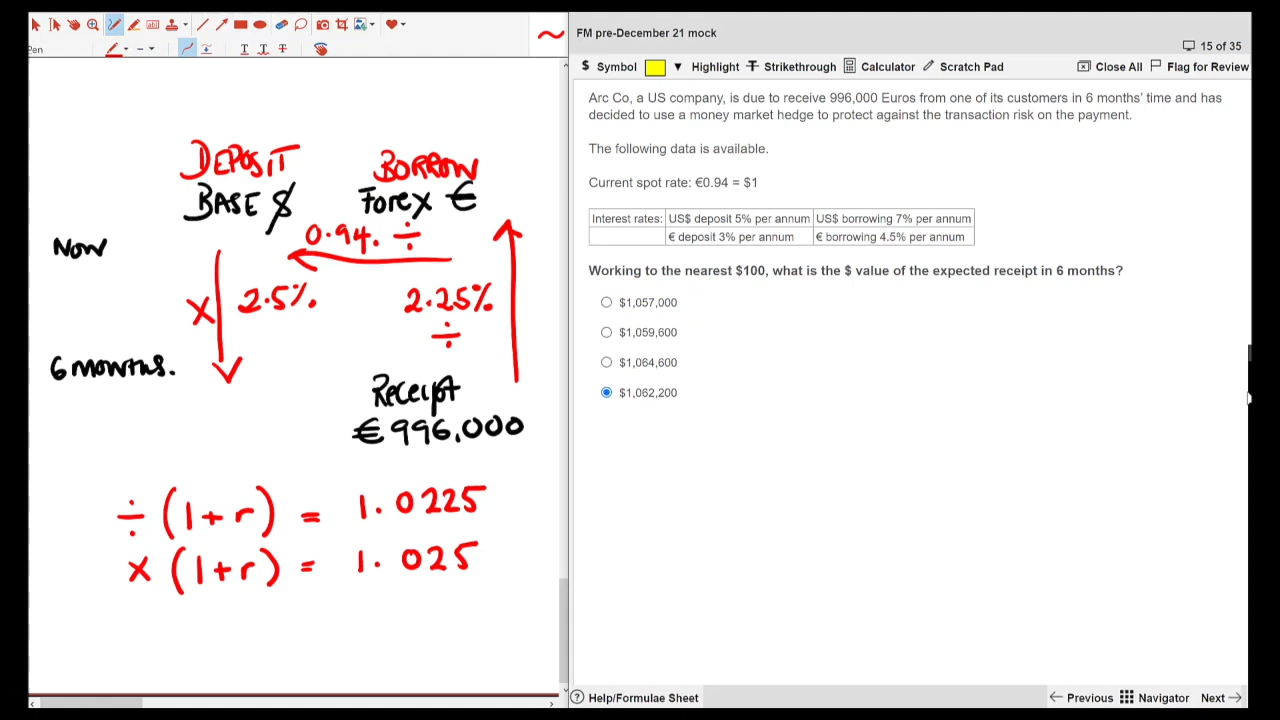 Pen
DEPOSIT BORROW
BASE $ Forex €
0.94. ÷
Now
X 2.5% 2.25%
÷
6 MONTHS.
Receipt
€996,000
÷ (1+r) = 1.0225
X (1+r) = 1.025
FM pre-December 21 mock
15 of 35
$ Symbol ▼ Highlight T Strikethrough Calculator Scratch Pad Close All Flag for Review
Arc Co, a US company, is due to receive 996,000 Euros from one of its customers in 6 months' time and has
decided to use a money market hedge to protect against the transaction risk on the payment.
The following data is available.
Current spot rate: €0.94 = $1
Interest rates: US$ deposit 5% per annum US$ borrowing 7% per annum
€ deposit 3% per annum € borrowing 4.5% per annum
Working to the nearest $100, what is the $ value of the expected receipt in 6 months?
$1,057,000
$1,059,600
$1,064,600
$1,062,200
? Help/Formulae Sheet
← Previous Navigator Next →